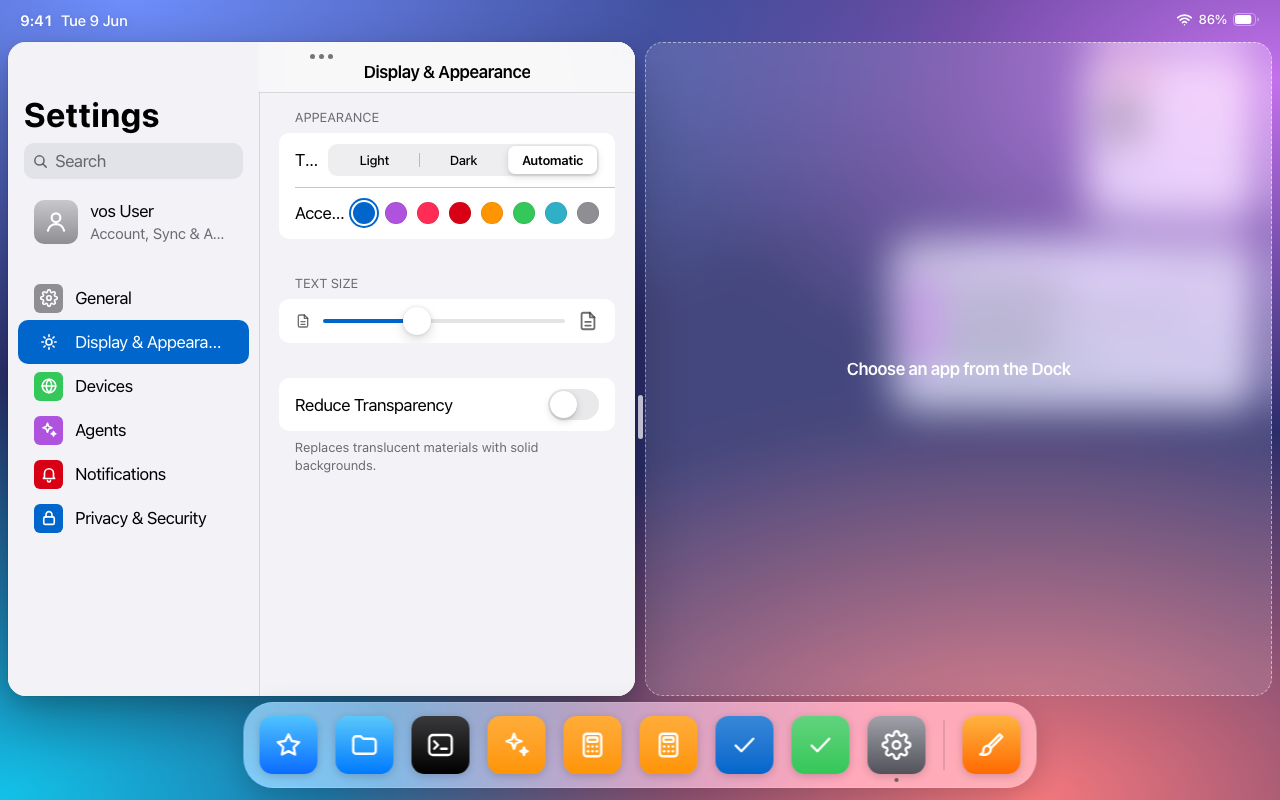 9:41 Tue 9 Jun
86%
Settings
Search
vos User
Account, Sync & A...
General
Display & Appeara...
Devices
Agents
Notifications
Privacy & Security
Display & Appearance
APPEARANCE
T... Light Dark Automatic
Acce...
TEXT SIZE
Reduce Transparency
Replaces translucent materials with solid
backgrounds.
Choose an app from the Dock